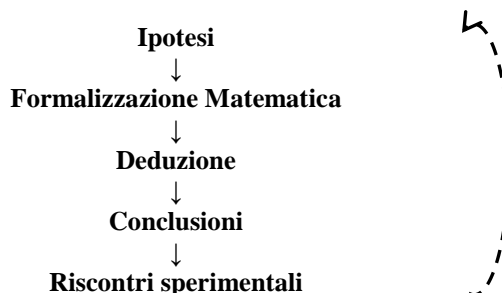 Ipotesi
↓
Formalizzazione Matematica
↓
Deduzione
↓
Conclusioni
↓
Riscontri sperimentali